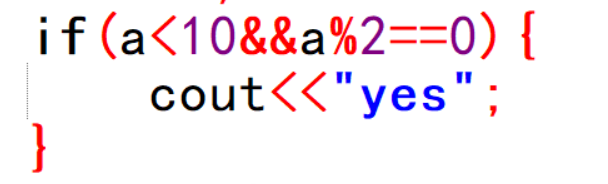 if(a<10&&a%2==0){
    cout<<"yes";
}